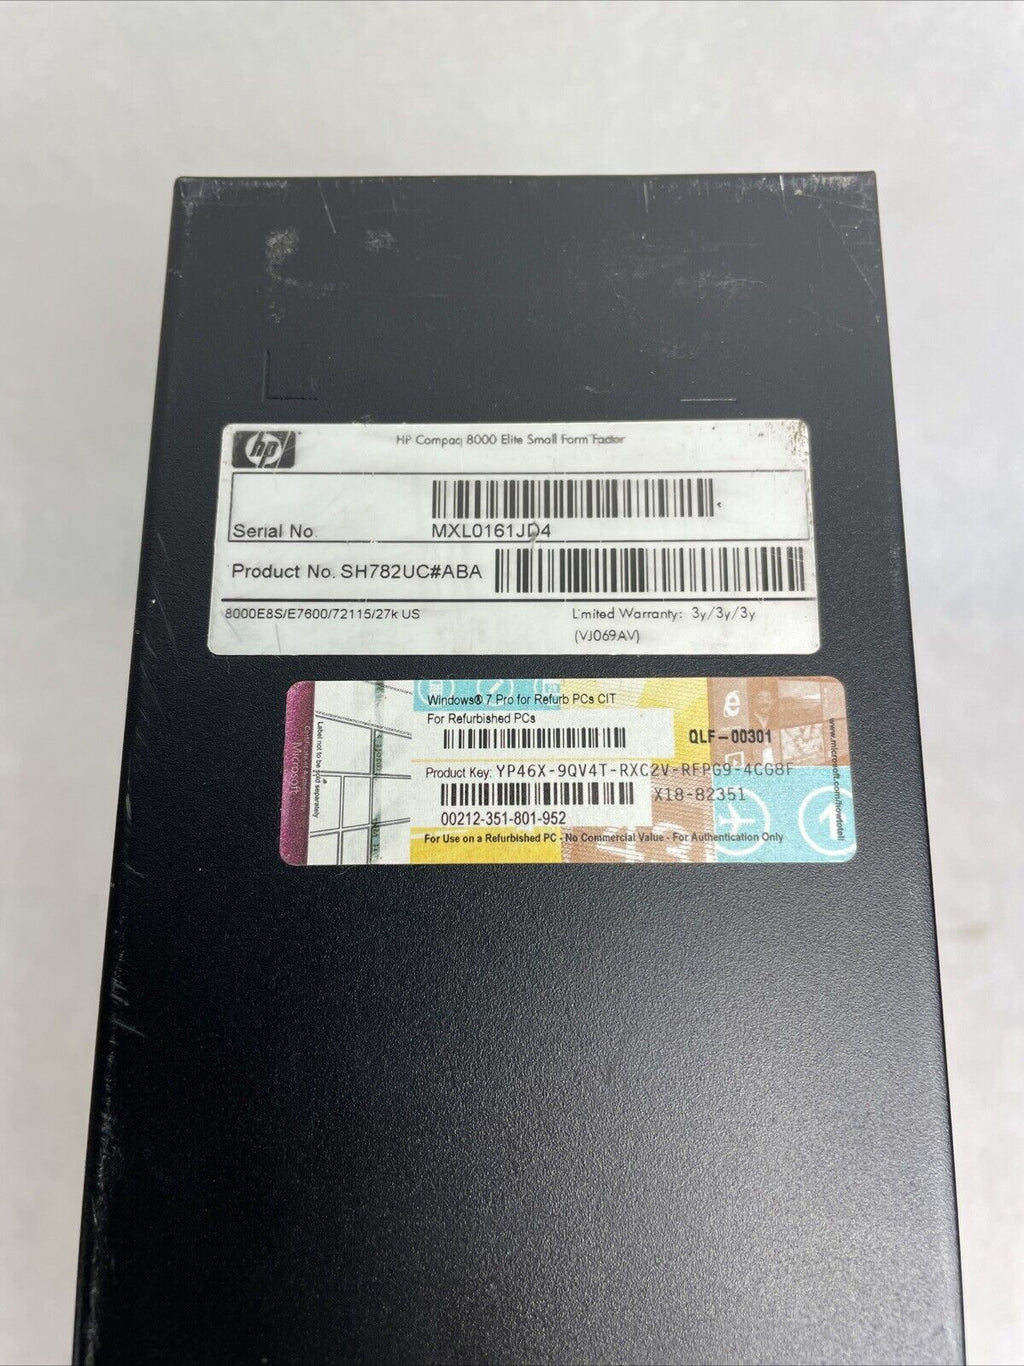 hp
HP Compaq 8000 Elite Small Form Factor
Serial No.
MXL0161JD4
Product No. SH782UC#ABA
8000E8S/E7600/72115/27k US
Limited Warranty: 3y/3y/3y
(VJ069AV)
Windows® 7 Pro for Refurb PCs CIT
For Refurbished PCs
QLF-00301
Product Key: YP46X-9QV4T-RXC2V-RFPG9-4CG8F
X18-82351
00212-351-801-952
For Use on a Refurbished PC - No Commercial Value - For Authentication Only
Label not to be sold separately
Microsoft
www.microsoft.com/howtotell